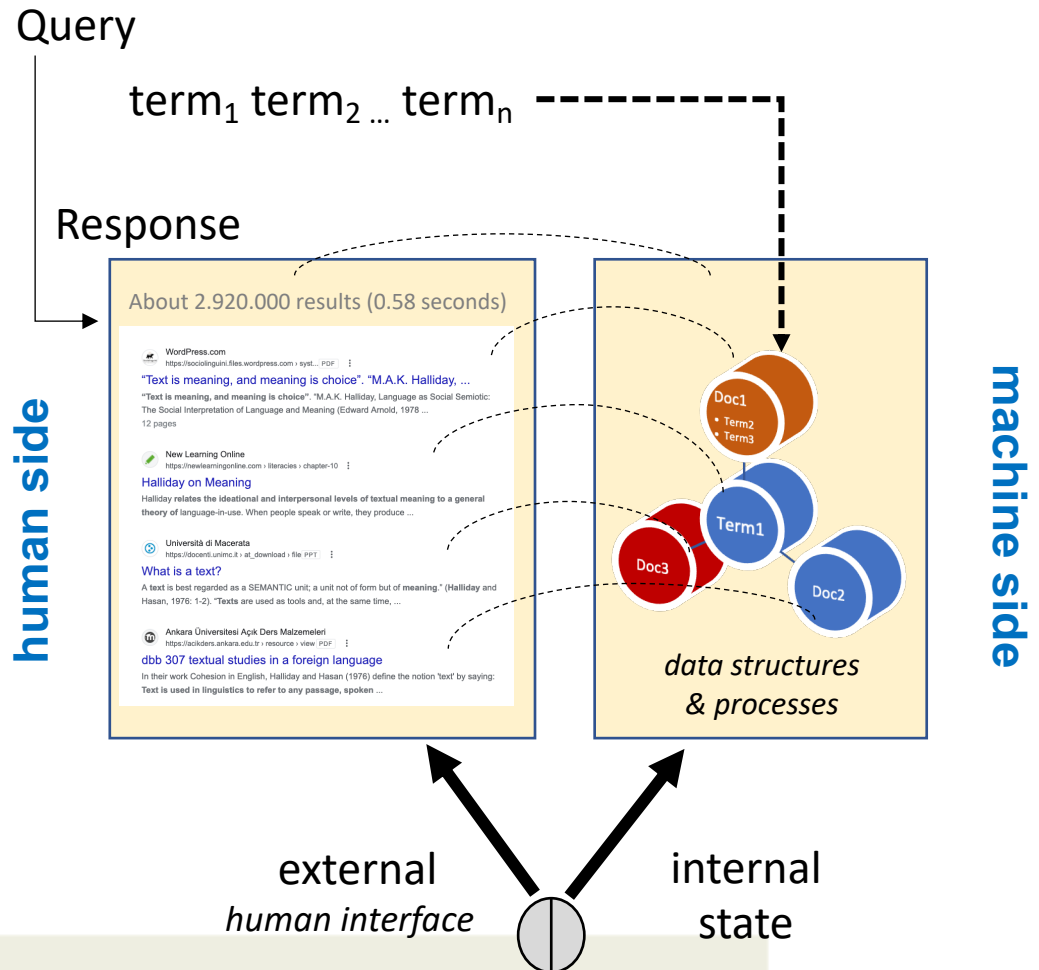 Query
term1 term2 ... termn
Response
About 2.920.000 results (0.58 seconds)
WordPress.com
https://sociolinguini.files.wordpress.com › syst... PDF
“Text is meaning, and meaning is choice”. “M.A.K. Halliday, ...
"Text is meaning, and meaning is choice". "M.A.K. Halliday, Language as Social Semiotic:
The Social Interpretation of Language and Meaning (Edward Arnold, 1978 ...
12 pages
New Learning Online
https://newlearningonline.com › literacies › chapter-10
Halliday on Meaning
Halliday relates the ideational and interpersonal levels of textual meaning to a general
theory of language-in-use. When people speak or write, they produce ...
Università di Macerata
https://docenti.unimc.it › at_download › file PPT
What is a text?
A text is best regarded as a SEMANTIC unit; a unit not of form but of meaning." (Halliday and
Hasan, 1976: 1-2). "Texts are used as tools and, at the same time, ...
Ankara Üniversitesi Açık Ders Malzemeleri
https://acikders.ankara.edu.tr › resource › view PDF
dbb 307 textual studies in a foreign language
In their work Cohesion in English, Halliday and Hasan (1976) define the notion 'text' by saying:
Text is used in linguistics to refer to any passage, spoken ...
human side
Doc1
• Term2
• Term3
Term1
Doc3
Doc2
data structures
& processes
machine side
external
human interface
internal
state